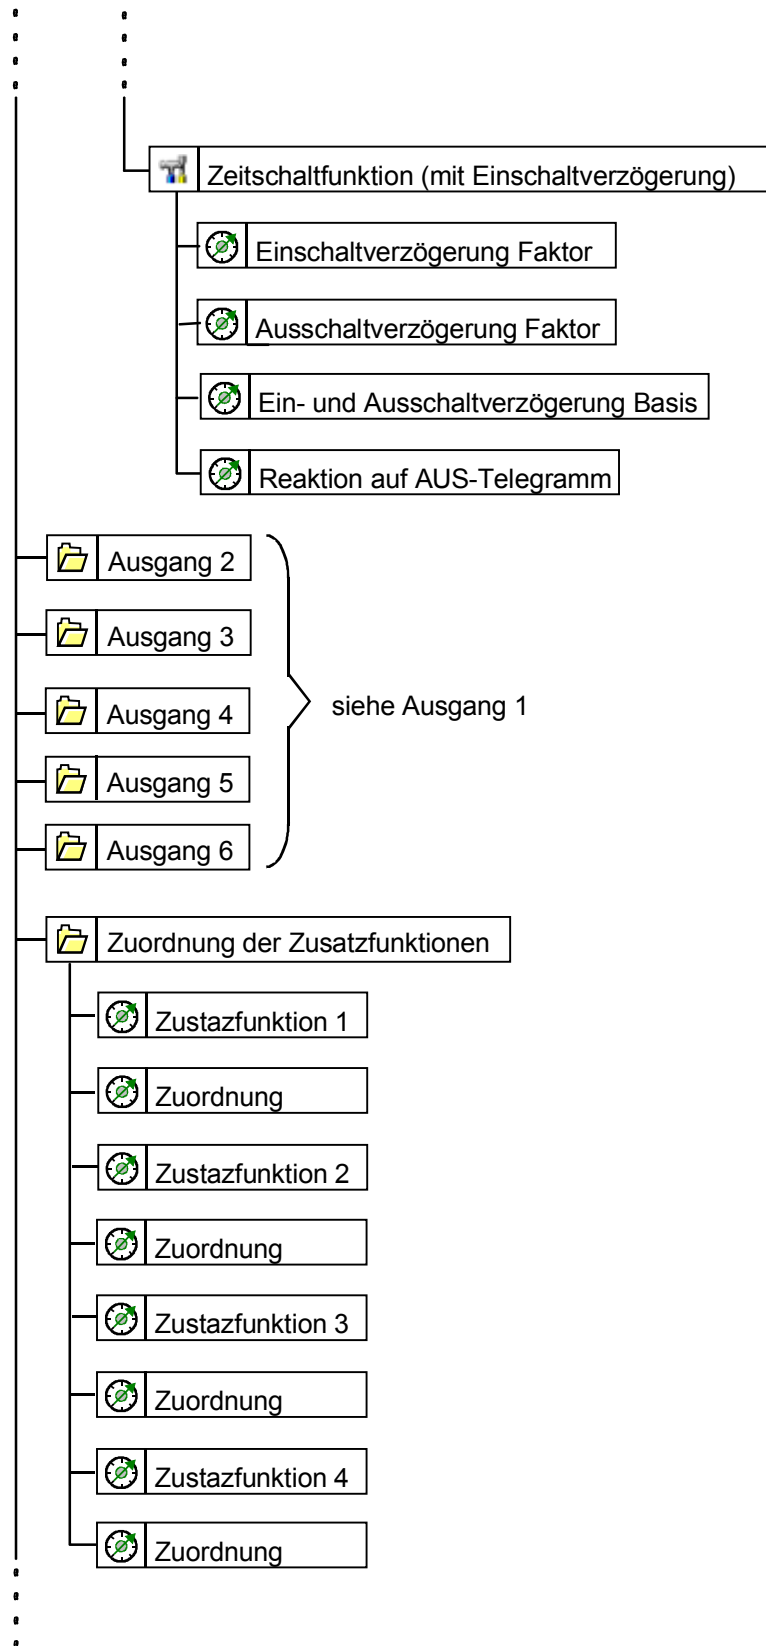 Zeitschaltfunktion (mit Einschaltverzögerung)
Einschaltverzögerung Faktor
Ausschaltverzögerung Faktor
Ein- und Ausschaltverzögerung Basis
Reaktion auf AUS-Telegramm
Ausgang 2
Ausgang 3
siehe Ausgang 1
Ausgang 4
Ausgang 5
Ausgang 6
Zuordnung der Zusatzfunktionen
Zustazfunktion 1
Zuordnung
Zustazfunktion 2
Zuordnung
Zustazfunktion 3
Zuordnung
Zustazfunktion 4
Zuordnung